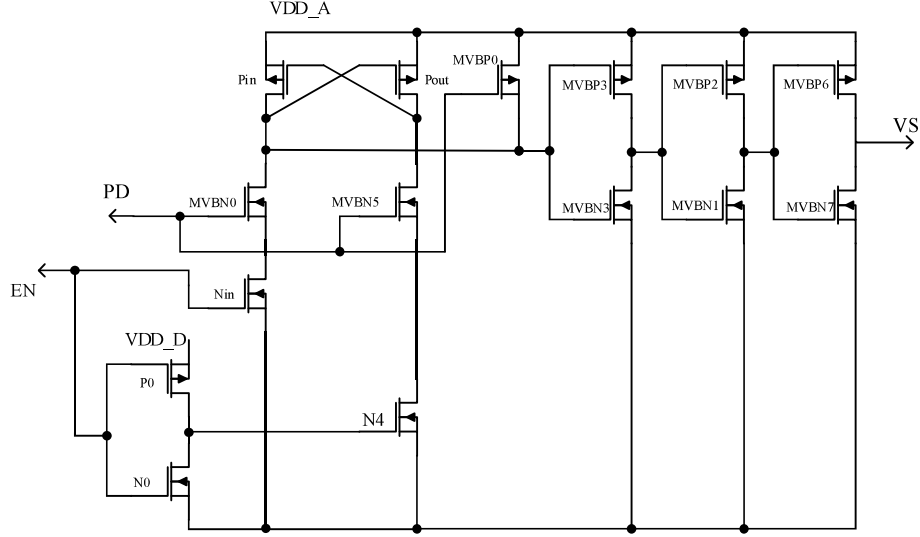 VDD_A
Pin
Pout
MVBP0
MVBP3
MVBP2
MVBP6
VS
PD
MVBN0
MVBN5
MVBN3
MVBN1
MVBN7
EN
Nin
VDD_D
P0
N4
N0